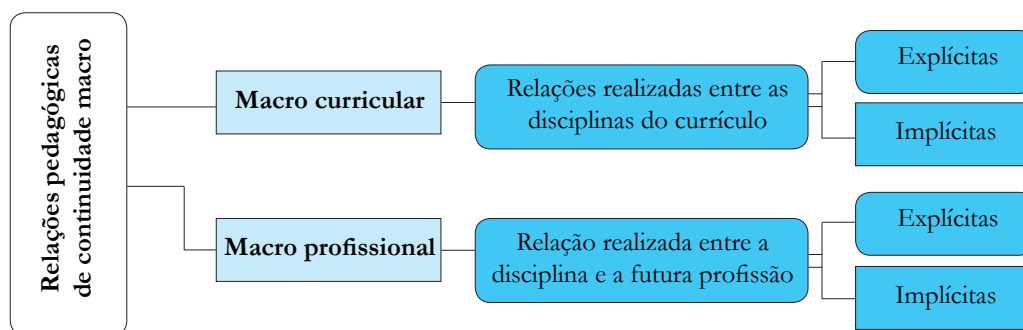 Relações pedagógicas
de continuidade macro
Macro curricular
Relações realizadas entre as
disciplinas do currículo
Explícitas
Implícitas
Macro profissional
Relação realizada entre a
disciplina e a futura profissão
Explícitas
Implícitas